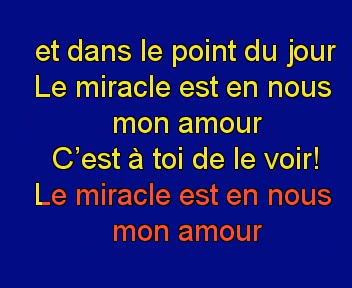 et dans le point du jour
Le miracle est en nous
mon amour
C’est à toi de le voir!
Le miracle est en nous
mon amour